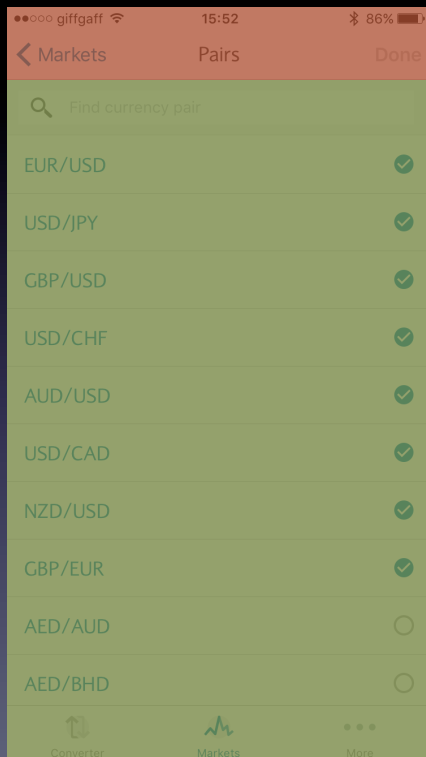 giffgaff 15:52 86%
Markets Pairs Done
Find currency pair
EUR/USD
USD/JPY
GBP/USD
USD/CHF
AUD/USD
USD/CAD
NZD/USD
GBP/EUR
AED/AUD
AED/BHD
Converter Markets More